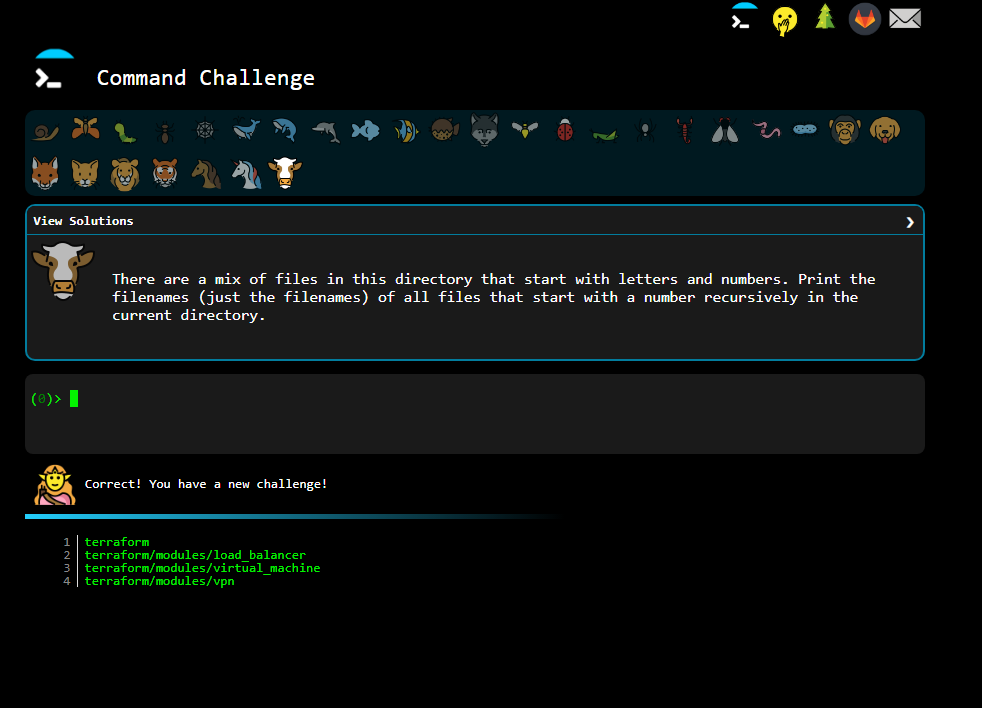 Command Challenge
View Solutions
There are a mix of files in this directory that start with letters and numbers. Print the
filenames (just the filenames) of all files that start with a number recursively in the
current directory.
(0)>
Correct! You have a new challenge!
1 terraform
2 terraform/modules/load_balancer
3 terraform/modules/virtual_machine
4 terraform/modules/vpn